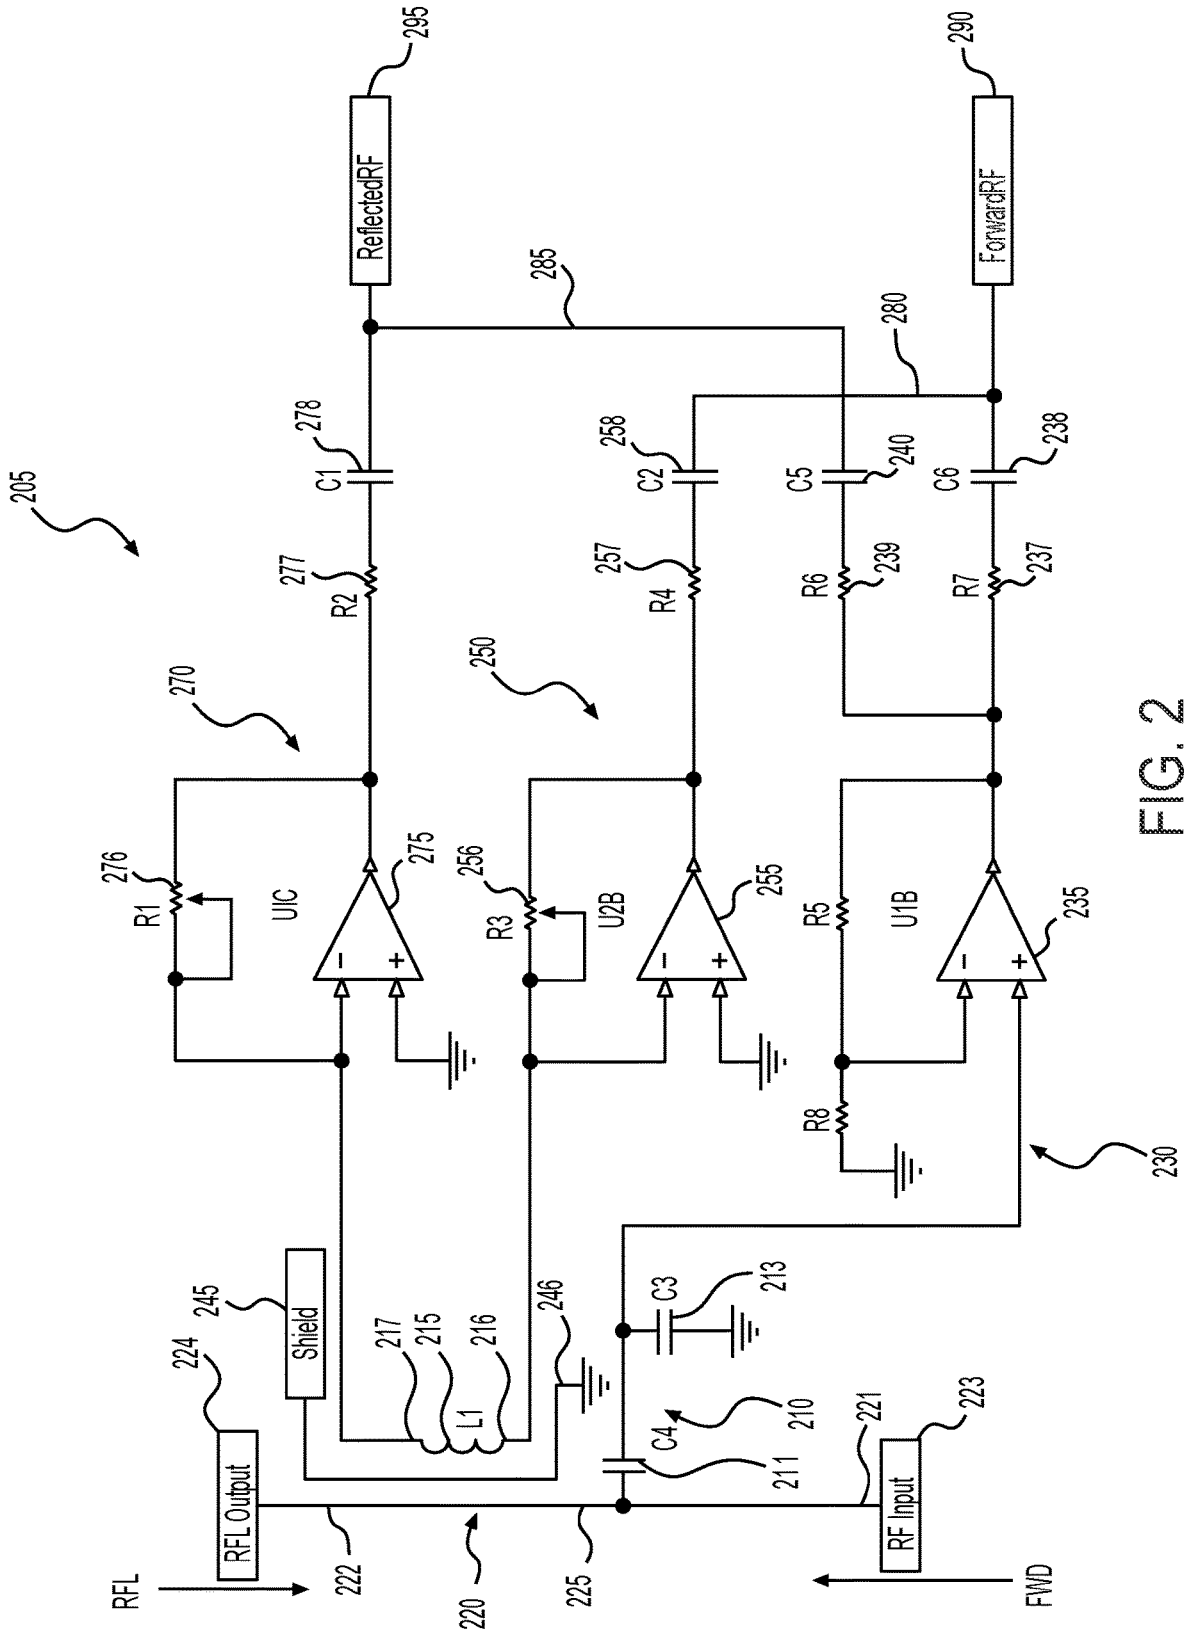 205
RFL
RFL Output
224
222
220
225
RF Input
223
221
FWD
Shield
245
246
217
215
216
L1
C4
211
210
C3
213
230
270
R1
276
UIC
–
+
275
R2
277
C1
278
ReflectedRF
295
285
250
R3
256
U2B
–
+
255
R4
257
C2
258
280
R8
R5
U1B
–
+
235
R6
239
C5
240
R7
237
C6
238
ForwardRF
290
FIG. 2